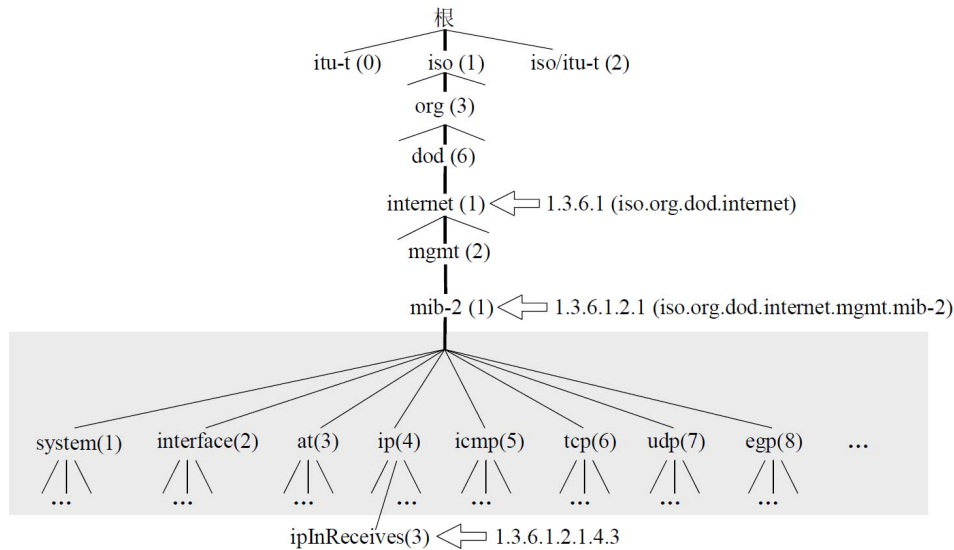 根
itu-t (0) iso (1) iso/itu-t (2)
org (3)
dod (6)
internet (1) 1.3.6.1 (iso.org.dod.internet)
mgmt (2)
mib-2 (1) 1.3.6.1.2.1 (iso.org.dod.internet.mgmt.mib-2)
system(1) interface(2) at(3) ip(4) icmp(5) tcp(6) udp(7) egp(8) ...
... ... ... ... ... ... ... ...
ipInReceives(3) 1.3.6.1.2.1.4.3